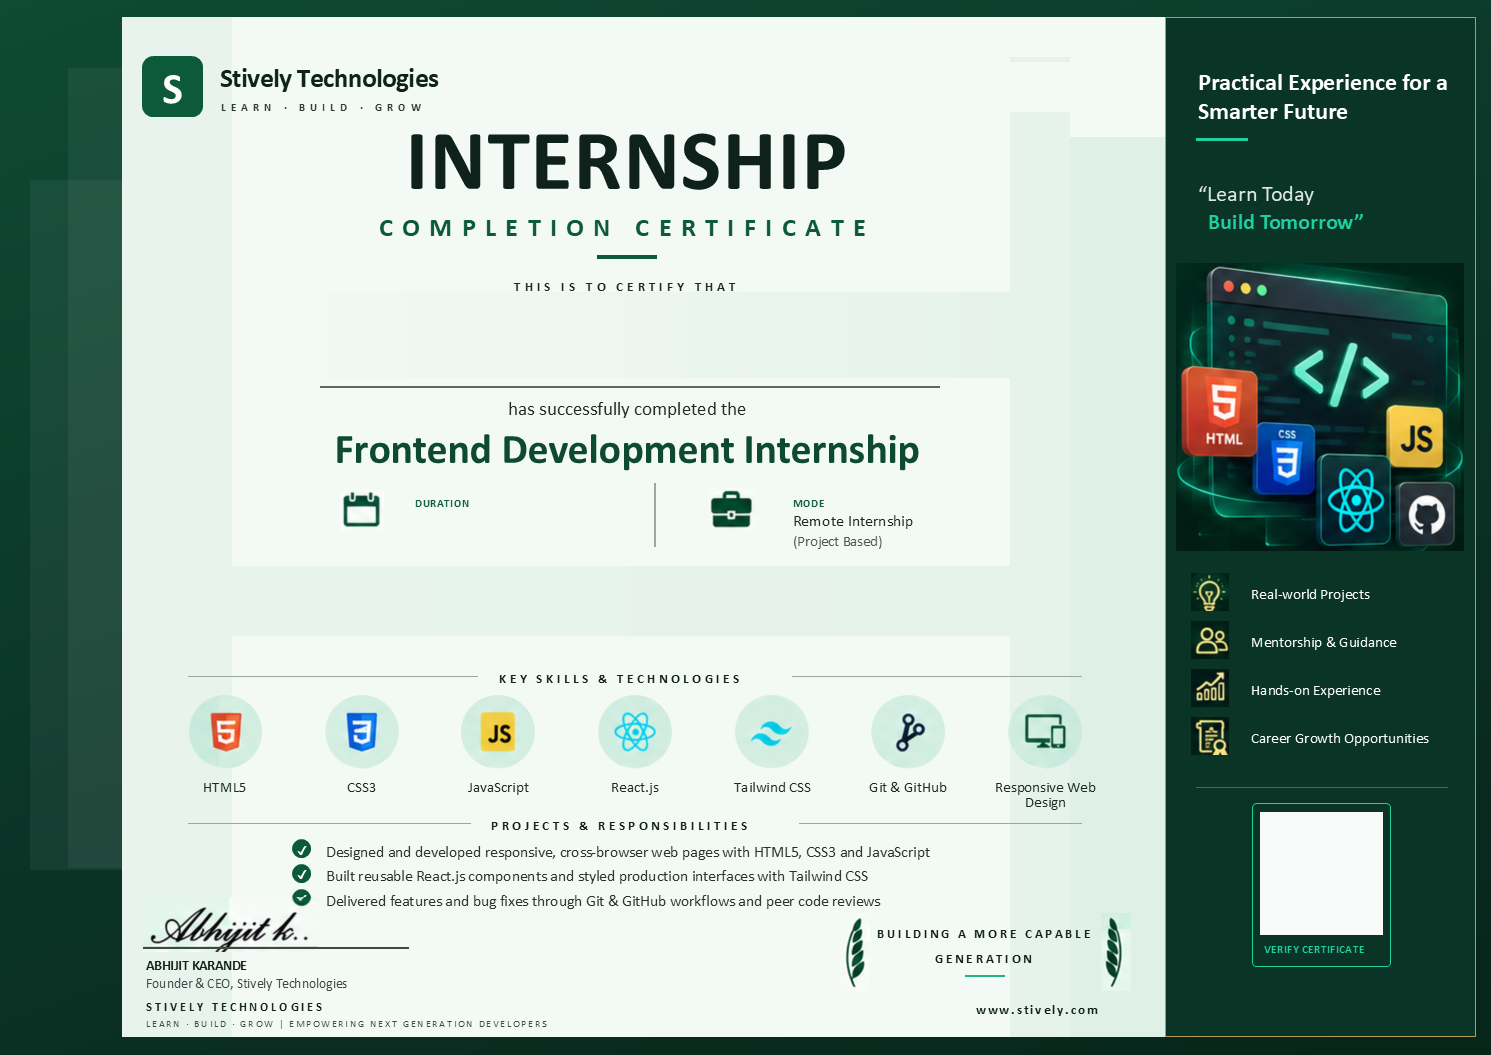 S
Stively Technologies
LEARN · BUILD · GROW
INTERNSHIP
COMPLETION CERTIFICATE
THIS IS TO CERTIFY THAT
has successfully completed the
Frontend Development Internship
DURATION
MODE
Remote Internship
(Project Based)
KEY SKILLS & TECHNOLOGIES
5
3
JS
HTML5
CSS3
JavaScript
React.js
Tailwind CSS
Git & GitHub
Responsive Web
Design
PROJECTS & RESPONSIBILITIES
Designed and developed responsive, cross-browser web pages with HTML5, CSS3 and JavaScript
Built reusable React.js components and styled production interfaces with Tailwind CSS
Delivered features and bug fixes through Git & GitHub workflows and peer code reviews
Abhijit k..
ABHIJIT KARANDE
Founder & CEO, Stively Technologies
STIVELY TECHNOLOGIES
LEARN · BUILD · GROW | EMPOWERING NEXT GENERATION DEVELOPERS
BUILDING A MORE CAPABLE
GENERATION
www.stively.com
Practical Experience for a
Smarter Future
“Learn Today
Build Tomorrow”
</>
5
HTML
CSS
3
JS
Real-world Projects
Mentorship & Guidance
Hands-on Experience
Career Growth Opportunities
VERIFY CERTIFICATE